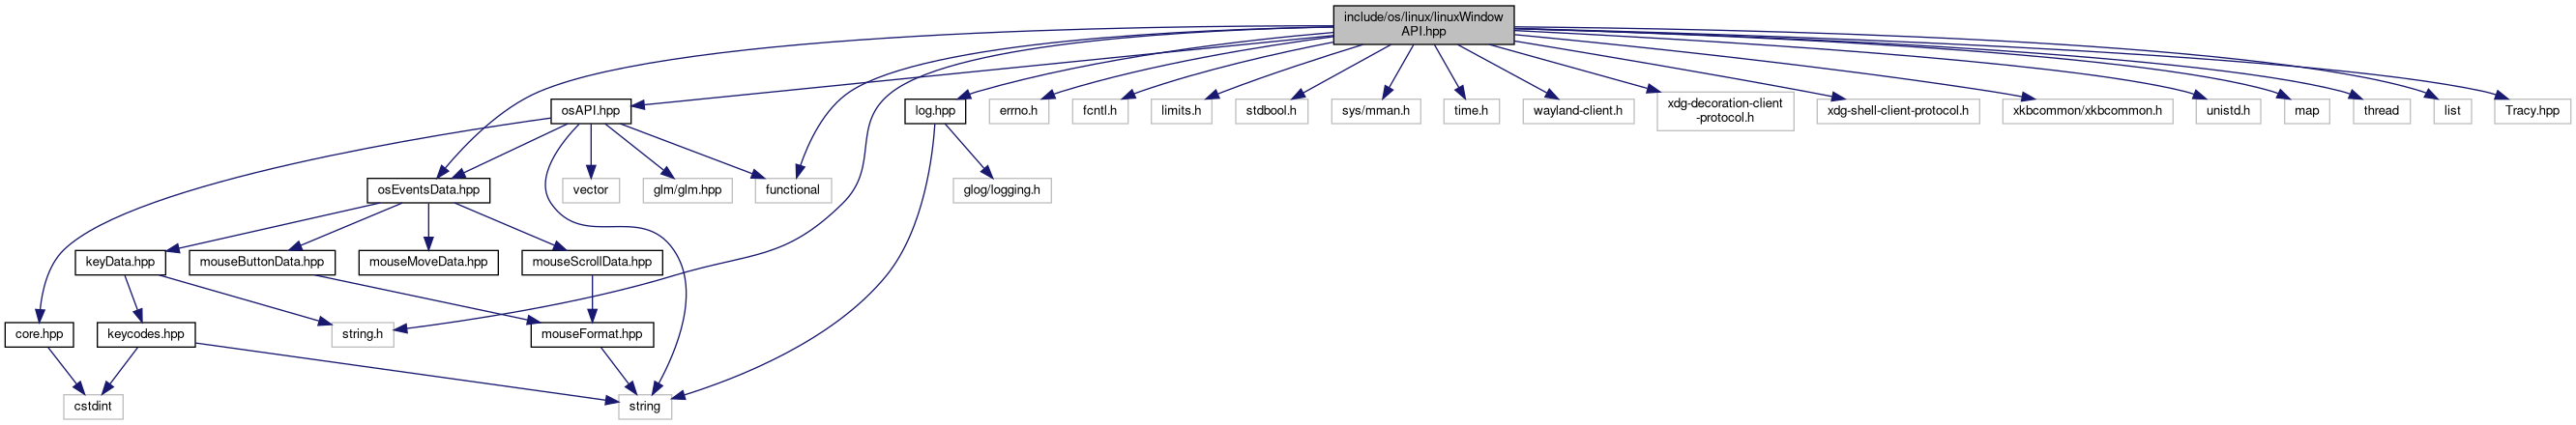 include/os/linux/linuxWindow
API.hpp
osAPI.hpp
log.hpp
errno.h
fcntl.h
limits.h
stdbool.h
sys/mman.h
time.h
wayland-client.h
xdg-decoration-client
-protocol.h
xdg-shell-client-protocol.h
xkbcommon/xkbcommon.h
unistd.h
map
thread
list
Tracy.hpp
osEventsData.hpp
vector
glm/glm.hpp
functional
glog/logging.h
keyData.hpp
mouseButtonData.hpp
mouseMoveData.hpp
mouseScrollData.hpp
core.hpp
keycodes.hpp
string.h
mouseFormat.hpp
cstdint
string